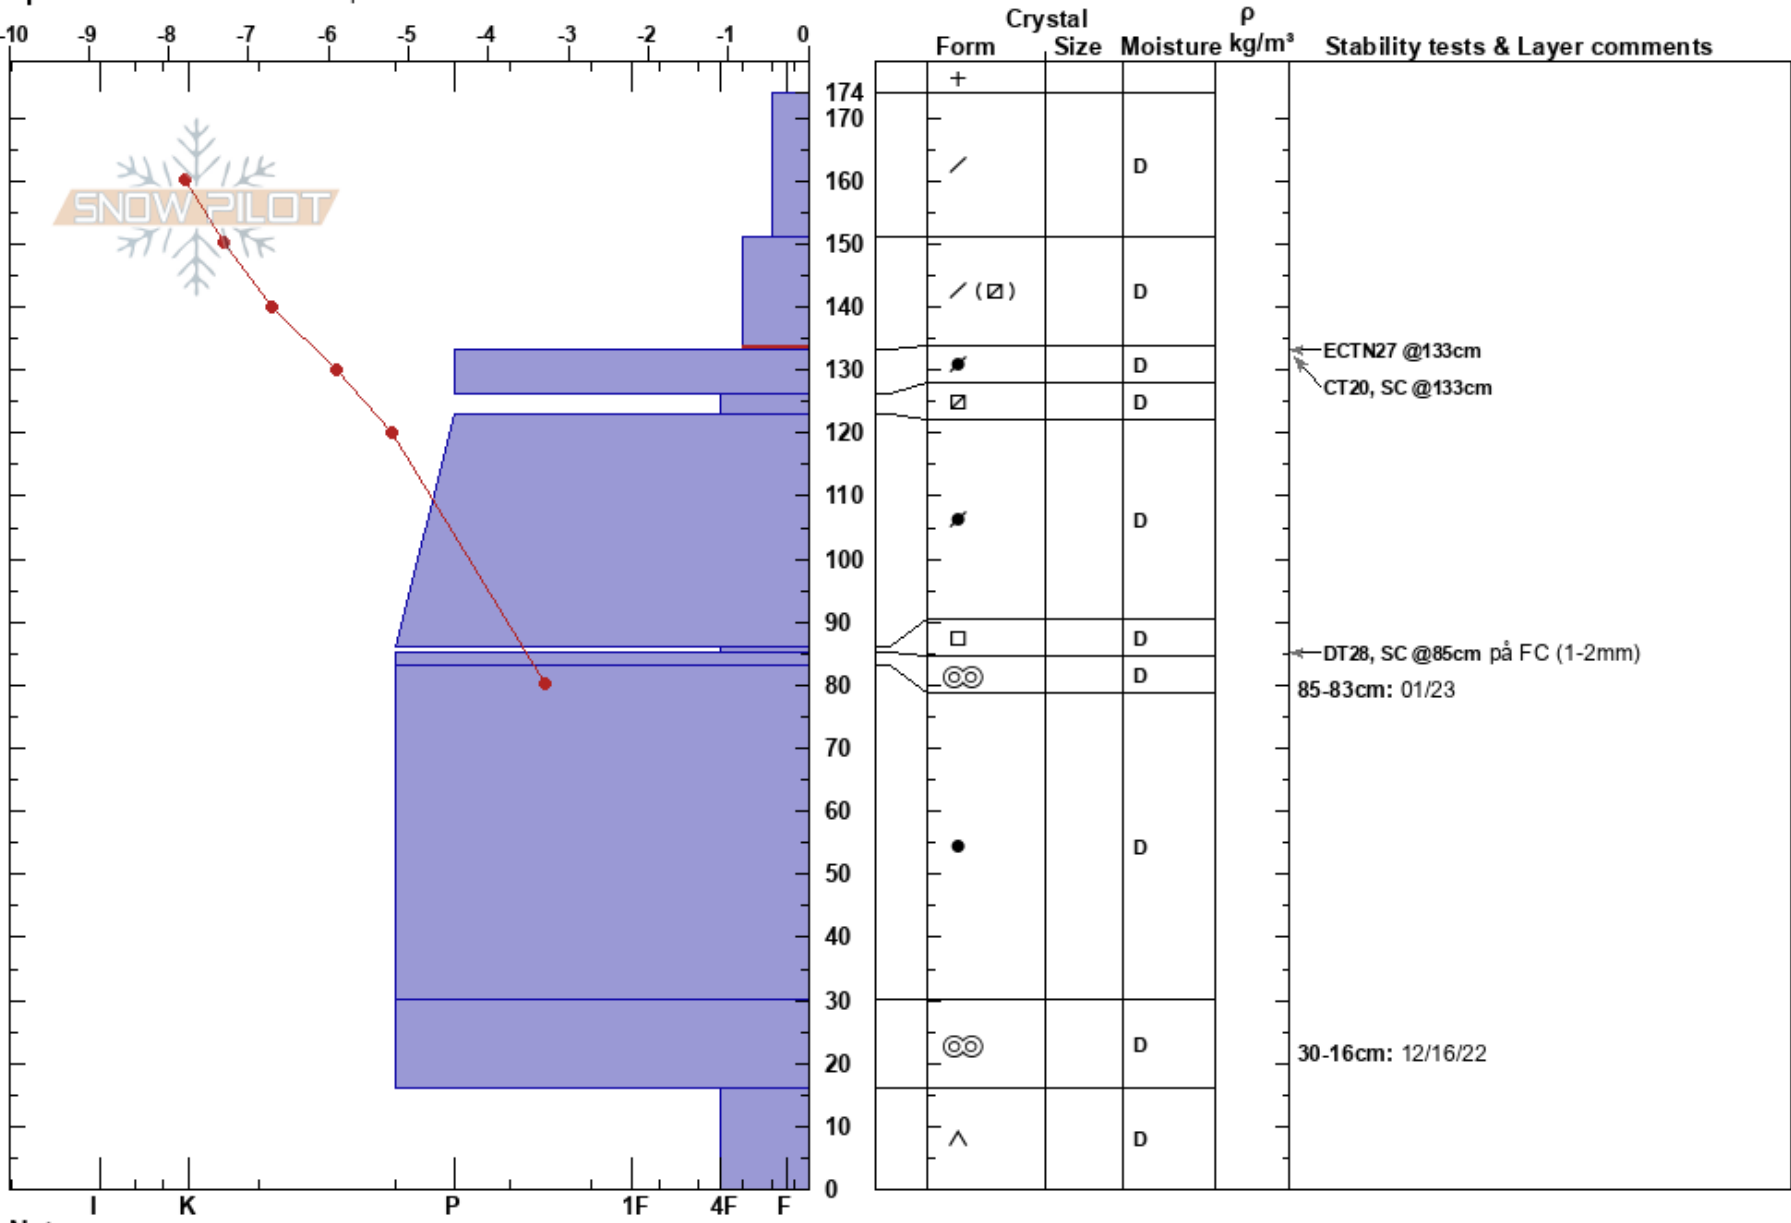 Crystal ρ
-10 -9 -8 -7 -6 -5 -4 -3 -2 -1 0 Form Size Moisture kg/m³ Stability tests & Layer comments
+
174
170
/ D
160
SNOW PILOT
150
/ (⧄) D
140
ECTN27 @133cm
130 D
CT20, SC @133cm
⧄ D
120
110
D
100
90
□ D
DT28, SC @85cm på FC (1-2mm)
80 D
85-83cm: 01/23
70
60
● D
50
40
30
D
30-16cm: 12/16/22
20
10 ∧ D
0
I K P 1F 4F F